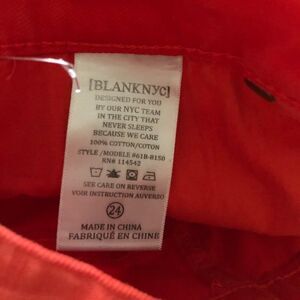 [BLANKNYC]
DESIGNED FOR YOU
BY OUR NYC TEAM
IN THE CITY THAT
NEVER SLEEPS
BECAUSE WE CARE
100% COTTON/COTON
STYLE / MODELE #61B-8150
RN# 114542
SEE CARE ON REVERSE
VOIR INSTRUCTION AUVERSO
24
MADE IN CHINA
FABRIQUÉ EN CHINE